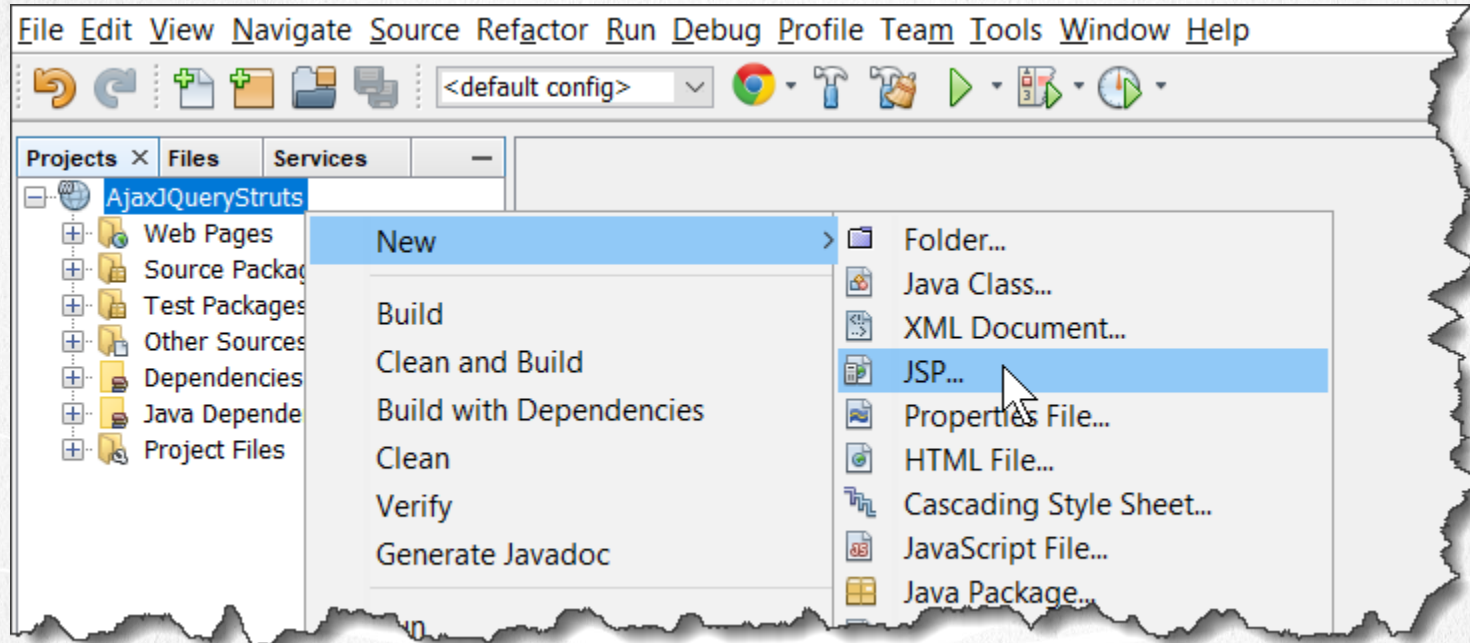 File Edit View Navigate Source Refactor Run Debug Profile Team Tools Window Help
<default config>
Projects Files Services
AjaxJQueryStruts
Web Pages
Source Packag
Test Packages
Other Sources
Dependencies
Java Depende
Project Files
New
Build
Clean and Build
Build with Dependencies
Clean
Verify
Generate Javadoc
Folder...
Java Class...
XML Document...
JSP...
Properties File...
HTML File...
Cascading Style Sheet...
JavaScript File...
Java Package...